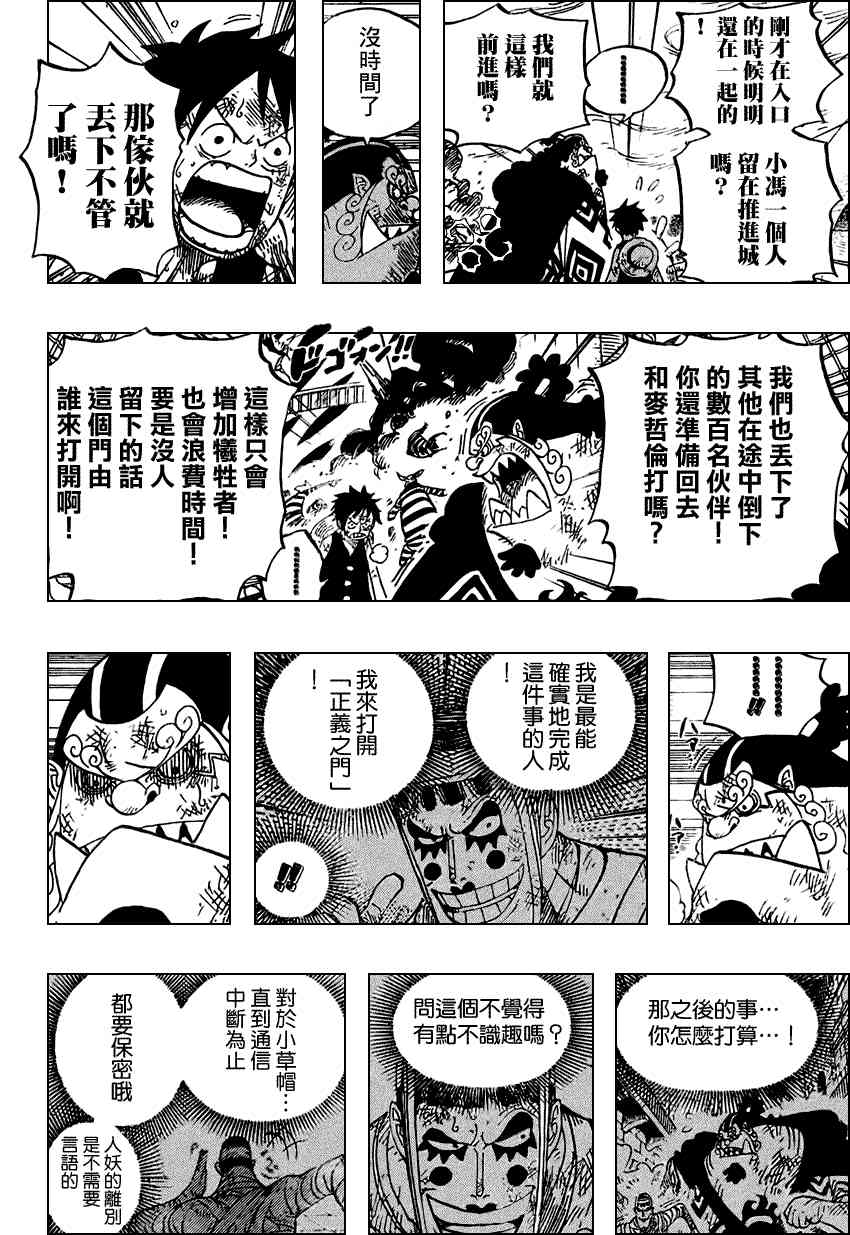 剛才在入口
的時候明明
還在一起的
！
小馮一個人
留在推進城
嗎？
………
我們就
這樣
前進嗎？
沒時間
了
那傢伙就
丟下不管
了嗎！
我們也丟下了
其他在途中倒下
的數百名伙伴！
你還準備回去
和麥哲倫打嗎？
ドゴォン!!
這樣只會
增加犧牲者！
也會浪費時間！
要是沒人
留下的話
這個門由
誰來打開啊！
………
………!!
我是最能
確實地完成
這件事的人
！
我來打開
「正義之門」
！
!!
那之後的事…
你怎麼打算…！
問這個不覺得
有點不識趣嗎？
對於小草帽…
直到通信
中斷為止
都要保密哦
人妖的離別
是不需要
言語的